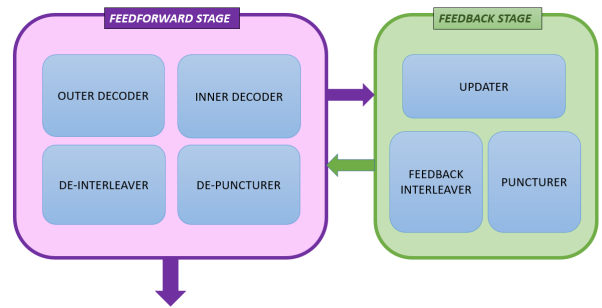 FEEDFORWARD STAGE
OUTER DECODER
INNER DECODER
DE-INTERLEAVER
DE-PUNCTURER
FEEDBACK STAGE
UPDATER
FEEDBACK
INTERLEAVER
PUNCTURER